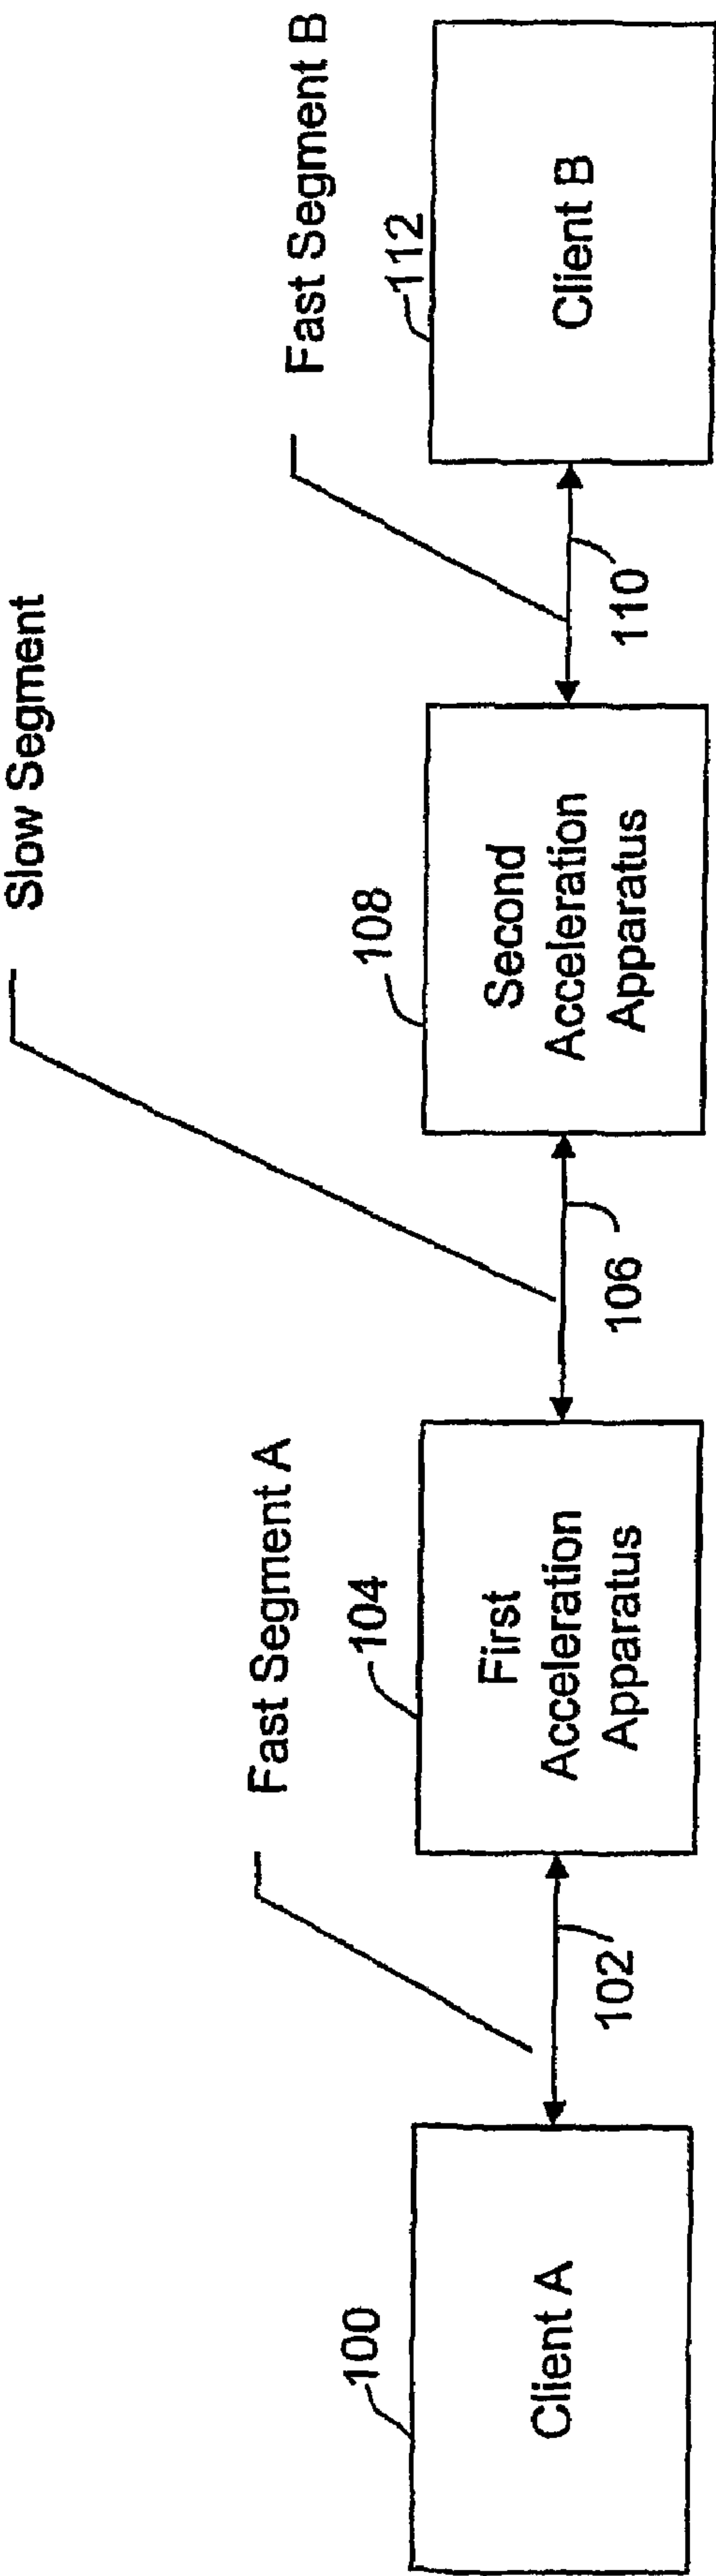 Slow Segment
Fast Segment A
Fast Segment B
100
104
108
112
Client A
First
Acceleration
Apparatus
Second
Acceleration
Apparatus
Client B
102
106
110